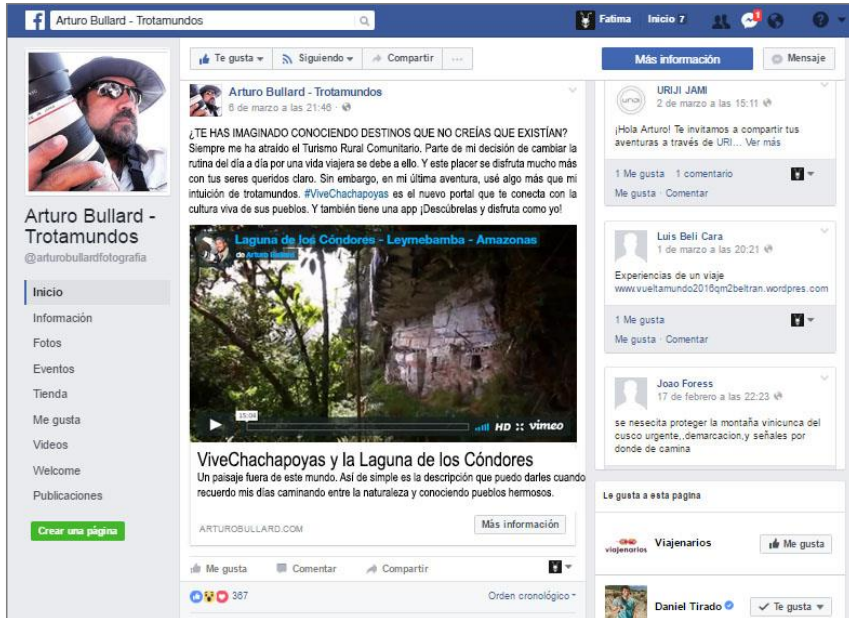 Arturo Bullard - Trotamundos
Fatima Inicio 7
1
Arturo Bullard -
Trotamundos
@arturobullardfotografia
Inicio
Información
Fotos
Eventos
Tienda
Me gusta
Videos
Welcome
Publicaciones
Crear una página
Te gusta Siguiendo Compartir ...
Más información Mensaje
Arturo Bullard - Trotamundos
6 de marzo a las 21:46 ·
¿TE HAS IMAGINADO CONOCIENDO DESTINOS QUE NO CREÍAS QUE EXISTÍAN?
Siempre me ha atraído el Turismo Rural Comunitario. Parte de mi decisión de cambiar la
rutina del día a día por una vida viajera se debe a ello. Y este placer se disfruta mucho más
con tus seres queridos claro. Sin embargo, en mi última aventura, usé algo más que mi
intuición de trotamundos. #ViveChachapoyas es el nuevo portal que te conecta con la
cultura viva de sus pueblos. Y también tiene una app ¡Descúbrelas y disfruta como yo!
Laguna de los Cóndores - Leymebamba - Amazonas
de Arturo Bullard
15:04
HD vimeo
ViveChachapoyas y la Laguna de los Cóndores
Un paisaje fuera de este mundo. Así de simple es la descripción que puedo darles cuando
recuerdo mis días caminando entre la naturaleza y conociendo pueblos hermosos.
ARTUROBULLARD.COM
Más información
Me gusta Comentar Compartir
387 Orden cronológico
URIJI JAMI
2 de marzo a las 15:11
¡Hola Arturo! Te invitamos a compartir tus
aventuras a través de URI... Ver más
1 Me gusta 1 comentario
Me gusta · Comentar
Luis Beli Cara
1 de marzo a las 20:21
Experiencias de un viaje
www.vueltamundo2016qm2beltran.wordpres.com
1 Me gusta
Me gusta · Comentar
Joao Foress
17 de febrero a las 22:23
se nesecita proteger la montaña vinicunca del
cusco urgente,,demarcacion,y señales por
donde de camina
Le gusta a esta página
viajenarios
Viajenarios Me gusta
Daniel Tirado Te gusta